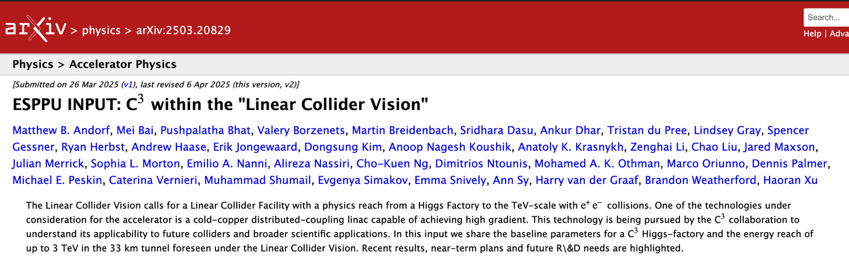 arXiv > physics > arXiv:2503.20829
Search...
Help | Adva
Physics > Accelerator Physics
[Submitted on 26 Mar 2025 (v1), last revised 6 Apr 2025 (this version, v2)]
ESPPU INPUT: C³ within the "Linear Collider Vision"
Matthew B. Andorf, Mei Bai, Pushpalatha Bhat, Valery Borzenets, Martin Breidenbach, Sridhara Dasu, Ankur Dhar, Tristan du Pree, Lindsey Gray, Spencer
Gessner, Ryan Herbst, Andrew Haase, Erik Jongewaard, Dongsung Kim, Anoop Nagesh Koushik, Anatoly K. Krasnykh, Zenghai Li, Chao Liu, Jared Maxson,
Julian Merrick, Sophia L. Morton, Emilio A. Nanni, Alireza Nassiri, Cho-Kuen Ng, Dimitrios Ntounis, Mohamed A. K. Othman, Marco Oriunno, Dennis Palmer,
Michael E. Peskin, Caterina Vernieri, Muhammad Shumail, Evgenya Simakov, Emma Snively, Ann Sy, Harry van der Graaf, Brandon Weatherford, Haoran Xu
The Linear Collider Vision calls for a Linear Collider Facility with a physics reach from a Higgs Factory to the TeV-scale with e⁺e⁻ collisions. One of the technologies under
consideration for the accelerator is a cold-copper distributed-coupling linac capable of achieving high gradient. This technology is being pursued by the C³ collaboration to
understand its applicability to future colliders and broader scientific applications. In this input we share the baseline parameters for a C³ Higgs-factory and the energy reach of
up to 3 TeV in the 33 km tunnel foreseen under the Linear Collider Vision. Recent results, near-term plans and future R\&D needs are highlighted.